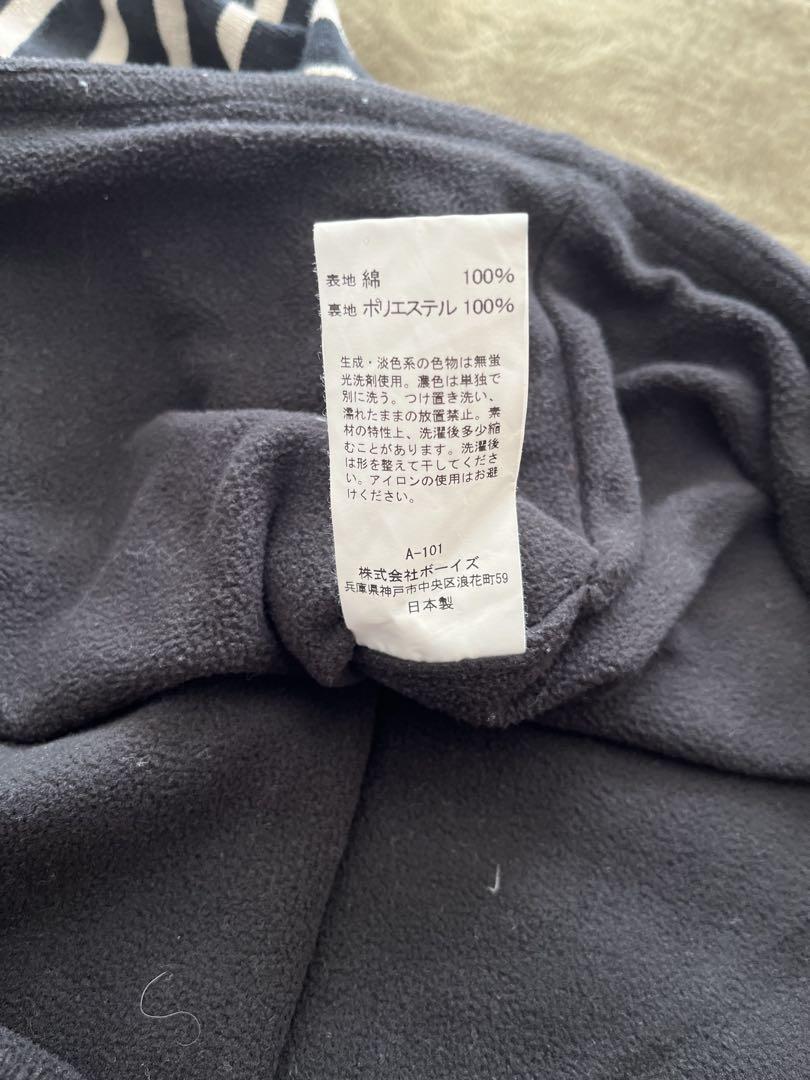 表地 綿 100%
裏地 ポリエステル 100%
生成・淡色系の色物は無蛍
光洗剤使用。濃色は単独で
別に洗う。つけ置き洗い、
濡れたままの放置禁止。素
材の特性上、洗濯後多少縮
むことがあります。洗濯後
は形を整えて干してくださ
い。アイロンの使用はお避
けください。
A-101
株式会社ボーイズ
兵庫県神戸市中央区浪花町59
日本製